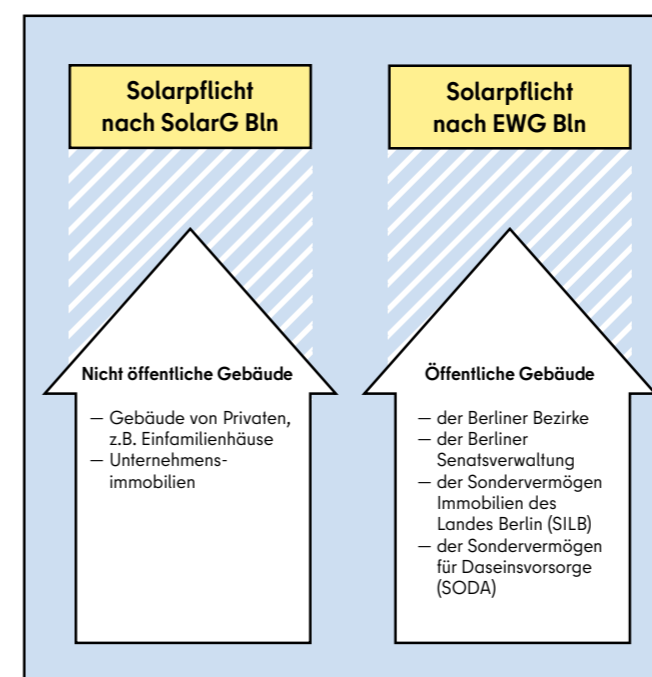 Solarpflicht
nach SolarG Bln
Nicht öffentliche Gebäude
— Gebäude von Privaten,
z.B. Einfamilienhäuse
— Unternehmens-
immobilien
Solarpflicht
nach EWG Bln
Öffentliche Gebäude
— der Berliner Bezirke
— der Berliner
Senatsverwaltung
— der Sondervermögen
Immobilien des
Landes Berlin (SILB)
— der Sondervermögen
für Daseinsvorsorge
(SODA)